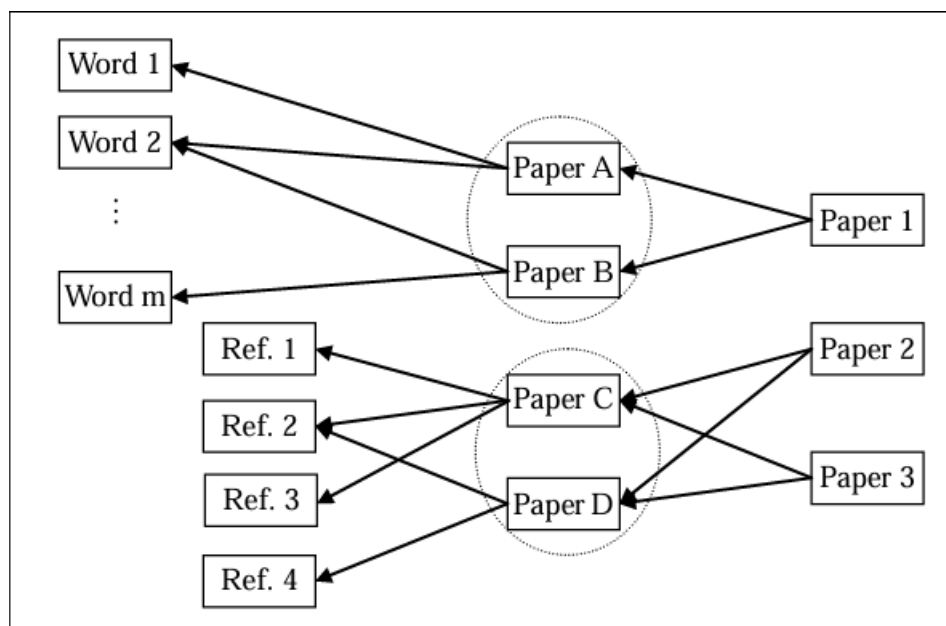 Word 1
Word 2
⋮
Word m
Paper A
Paper B
Paper 1
Ref. 1
Ref. 2
Ref. 3
Ref. 4
Paper C
Paper D
Paper 2
Paper 3